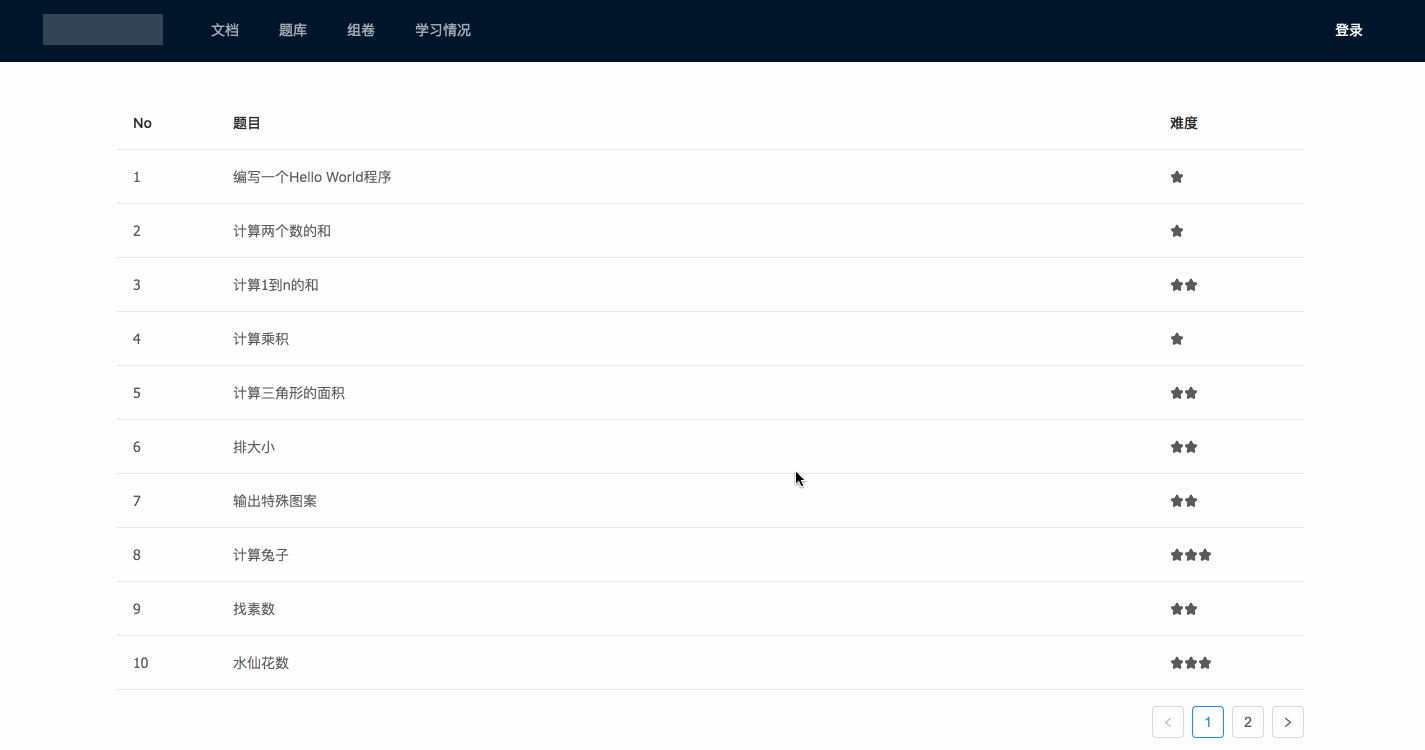 文档 题库 组卷 学习情况 登录
No 题目 难度
1 编写一个Hello World程序
2 计算两个数的和
3 计算1到n的和
4 计算乘积
5 计算三角形的面积
6 排大小
7 输出特殊图案
8 计算兔子
9 找素数
10 水仙花数
1 2